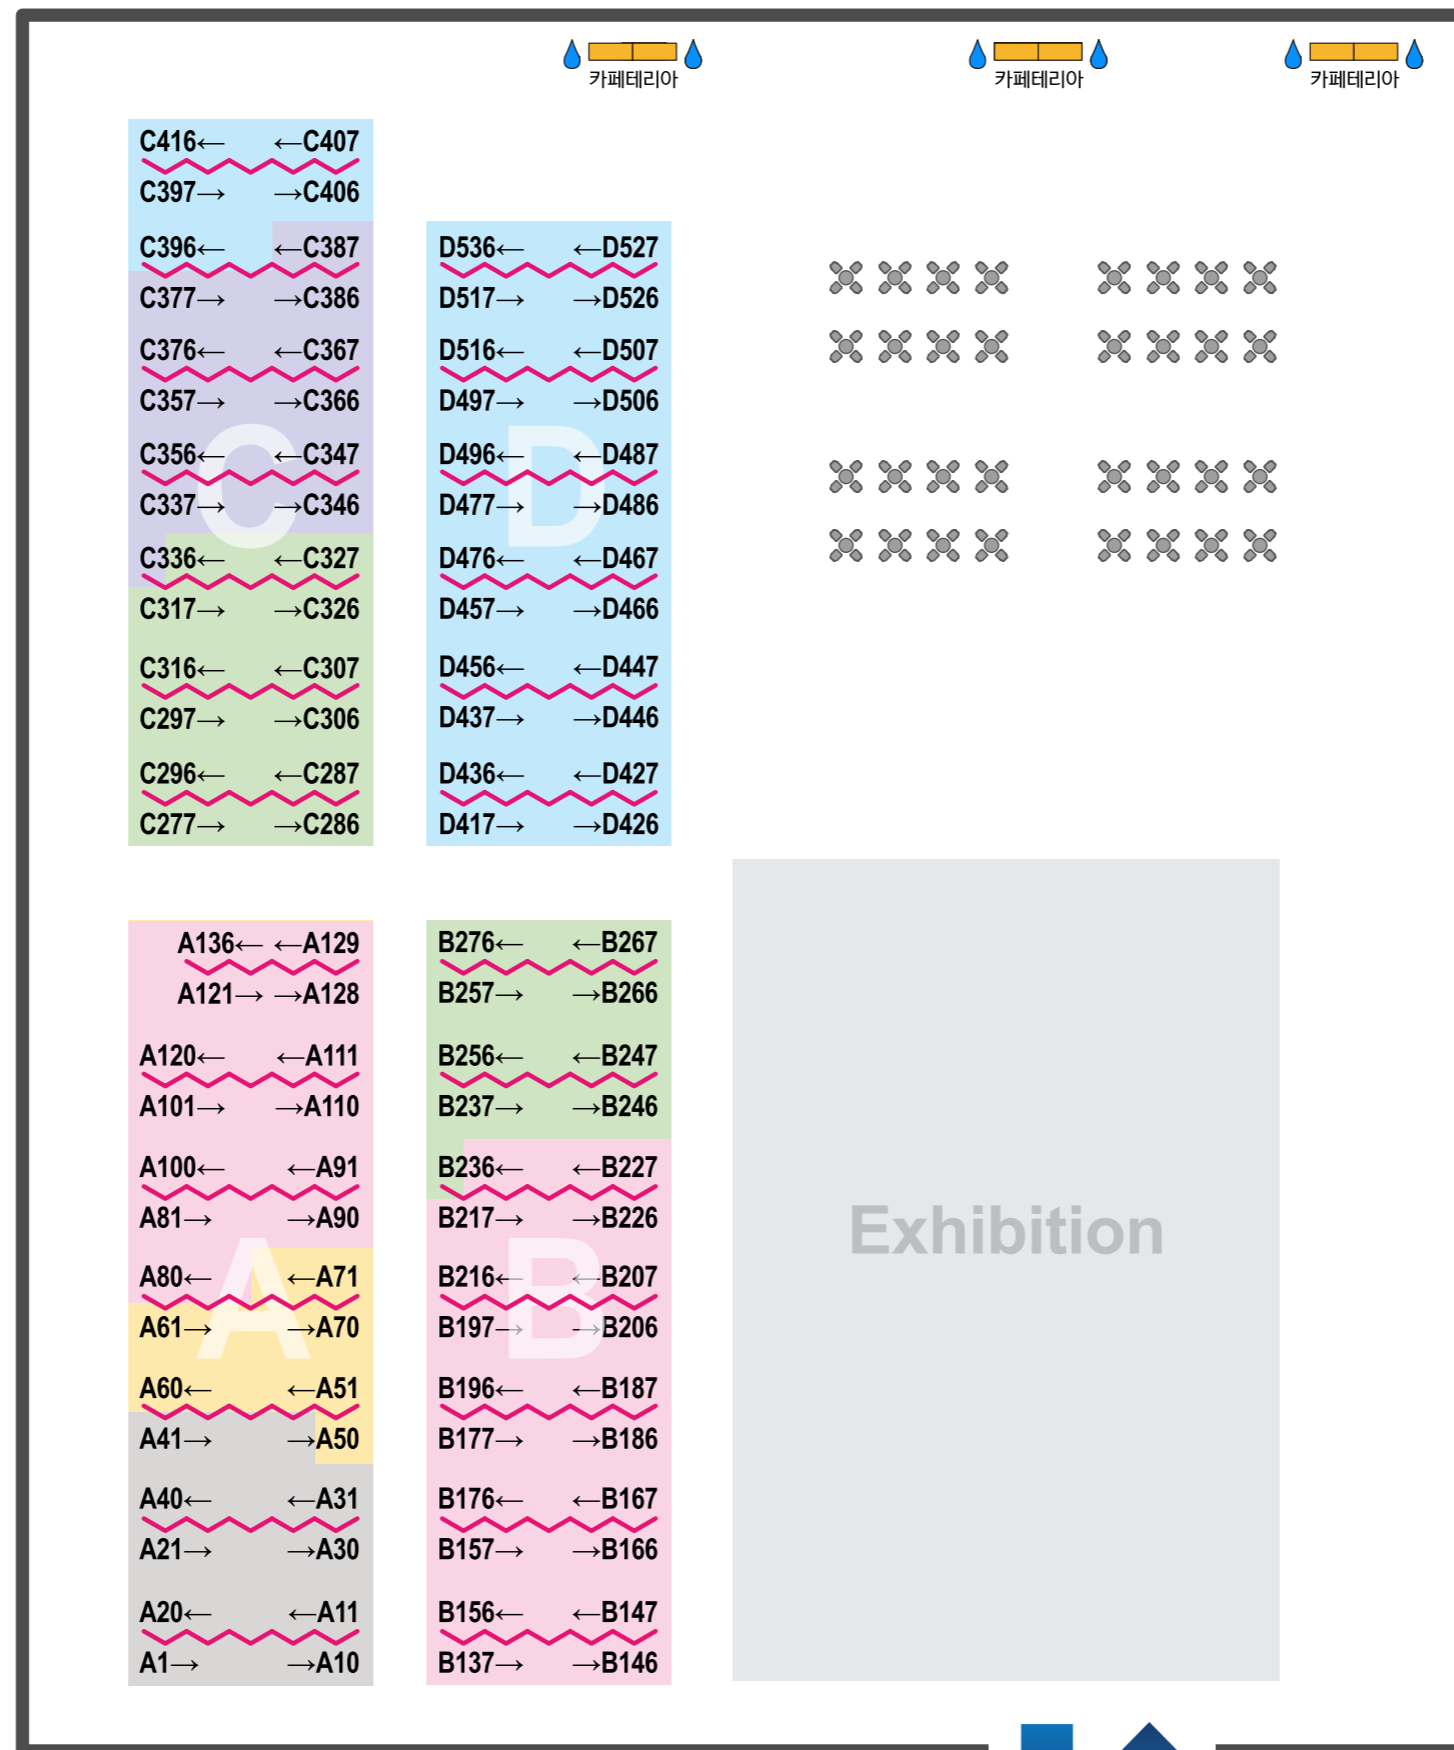 카페테리아 카페테리아 카페테리아
C416← ←C407
C397→ →C406
C396← ←C387
C377→ →C386
C376← ←C367
C357→ →C366
C356← ←C347
C337→ →C346
C336← ←C327
C317→ →C326
C316← ←C307
C297→ →C306
C296← ←C287
C277→ →C286
C
D536← ←D527
D517→ →D526
D516← ←D507
D497→ →D506
D496← ←D487
D477→ →D486
D476← ←D467
D457→ →D466
D456← ←D447
D437→ →D446
D436← ←D427
D417→ →D426
D
A136← ←A129
A121→ →A128
A120← ←A111
A101→ →A110
A100← ←A91
A81→ →A90
A80← ←A71
A61→ →A70
A60← ←A51
A41→ →A50
A40← ←A31
A21→ →A30
A20← ←A11
A1→ →A10
A
B276← ←B267
B257→ →B266
B256← ←B247
B237→ →B246
B236← ←B227
B217→ →B226
B216← ←B207
B197→ →B206
B196← ←B187
B177→ →B186
B176← ←B167
B157→ →B166
B156← ←B147
B137→ →B146
B
Exhibition